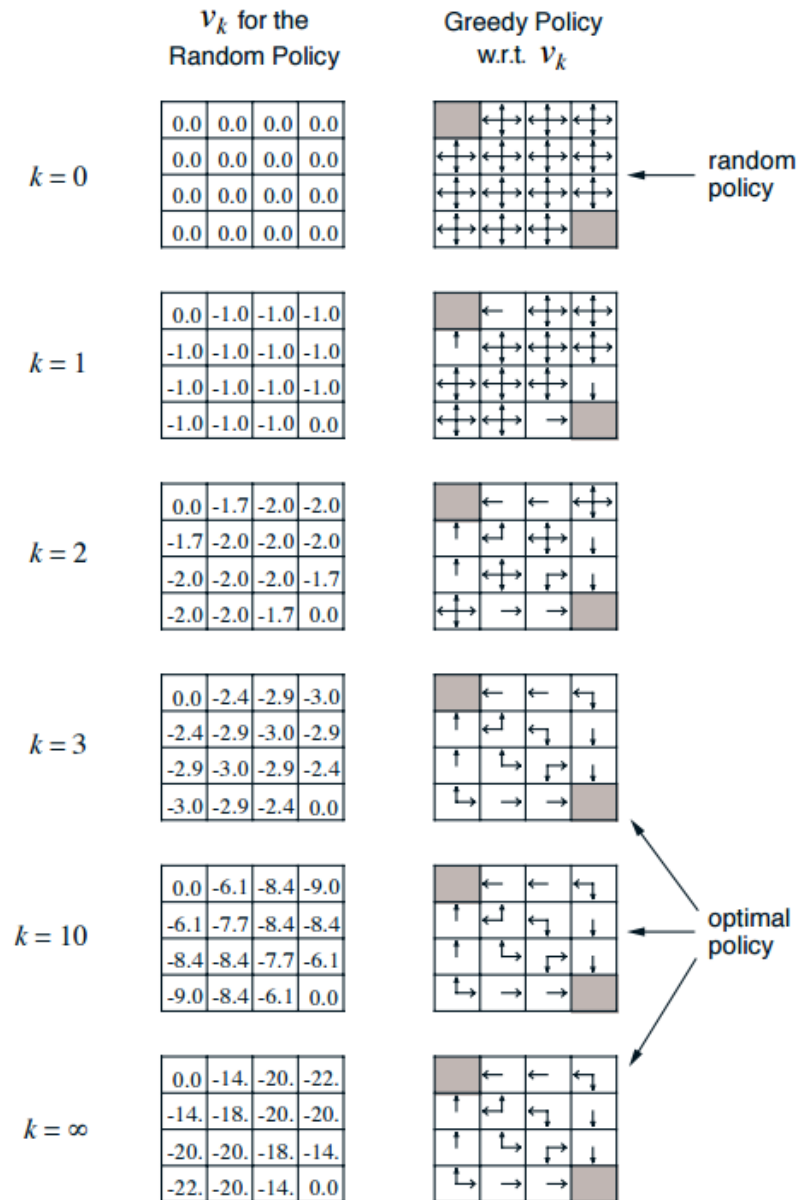 v_k for the
Random Policy
Greedy Policy
w.r.t. v_k
k = 0
0.0 0.0 0.0 0.0
0.0 0.0 0.0 0.0
0.0 0.0 0.0 0.0
0.0 0.0 0.0 0.0
random
policy
k = 1
0.0 -1.0 -1.0 -1.0
-1.0 -1.0 -1.0 -1.0
-1.0 -1.0 -1.0 -1.0
-1.0 -1.0 -1.0 0.0
k = 2
0.0 -1.7 -2.0 -2.0
-1.7 -2.0 -2.0 -2.0
-2.0 -2.0 -2.0 -1.7
-2.0 -2.0 -1.7 0.0
k = 3
0.0 -2.4 -2.9 -3.0
-2.4 -2.9 -3.0 -2.9
-2.9 -3.0 -2.9 -2.4
-3.0 -2.9 -2.4 0.0
k = 10
0.0 -6.1 -8.4 -9.0
-6.1 -7.7 -8.4 -8.4
-8.4 -8.4 -7.7 -6.1
-9.0 -8.4 -6.1 0.0
optimal
policy
k = ∞
0.0 -14. -20. -22.
-14. -18. -20. -20.
-20. -20. -18. -14.
-22. -20. -14. 0.0